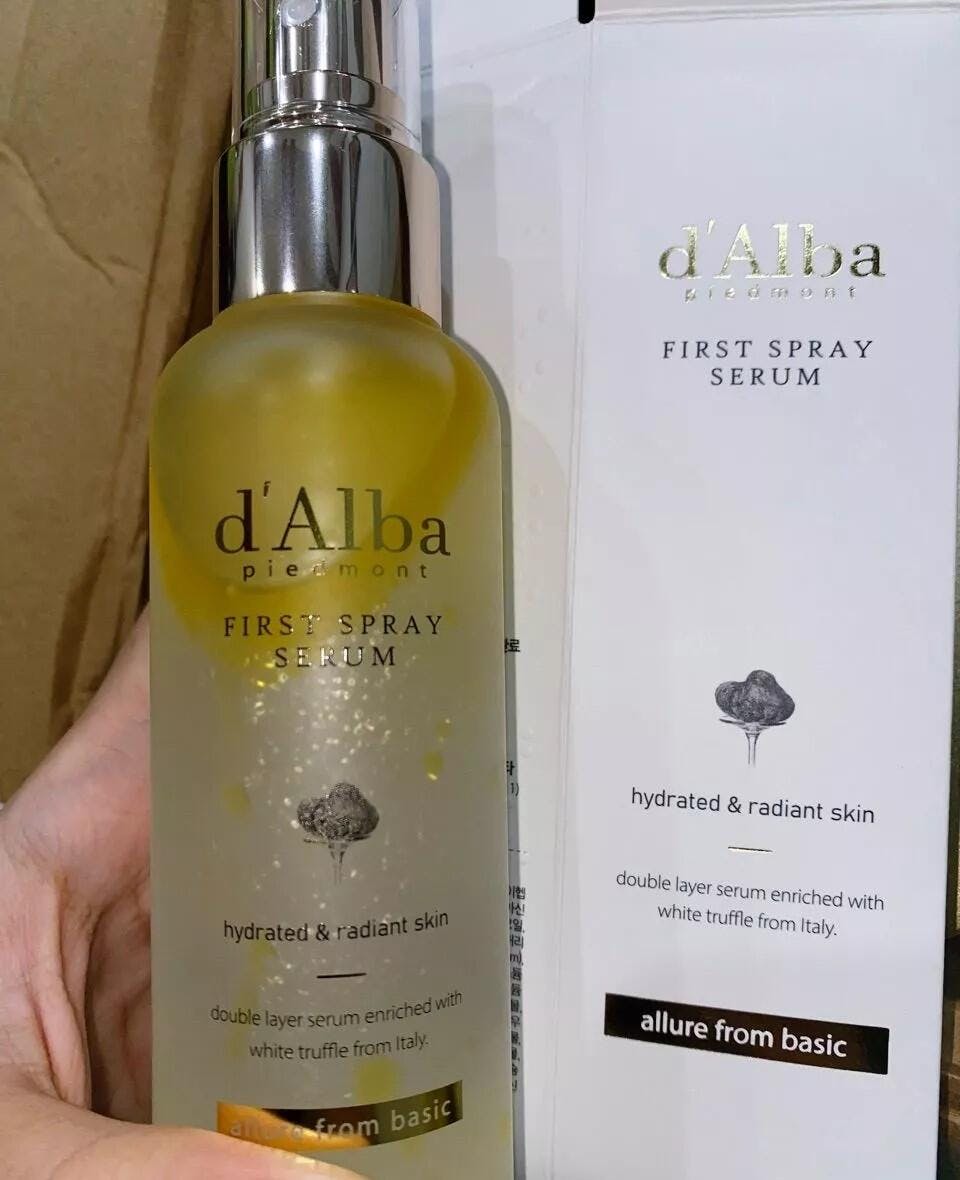 d'Alba
piedmont
FIRST SPRAY
SERUM
hydrated & radiant skin
double layer serum enriched with
white truffle from Italy.
allure from basic
d'Alba
piedmont
FIRST SPRAY
SERUM
hydrated & radiant skin
double layer serum enriched with
white truffle from Italy.
allure from basic